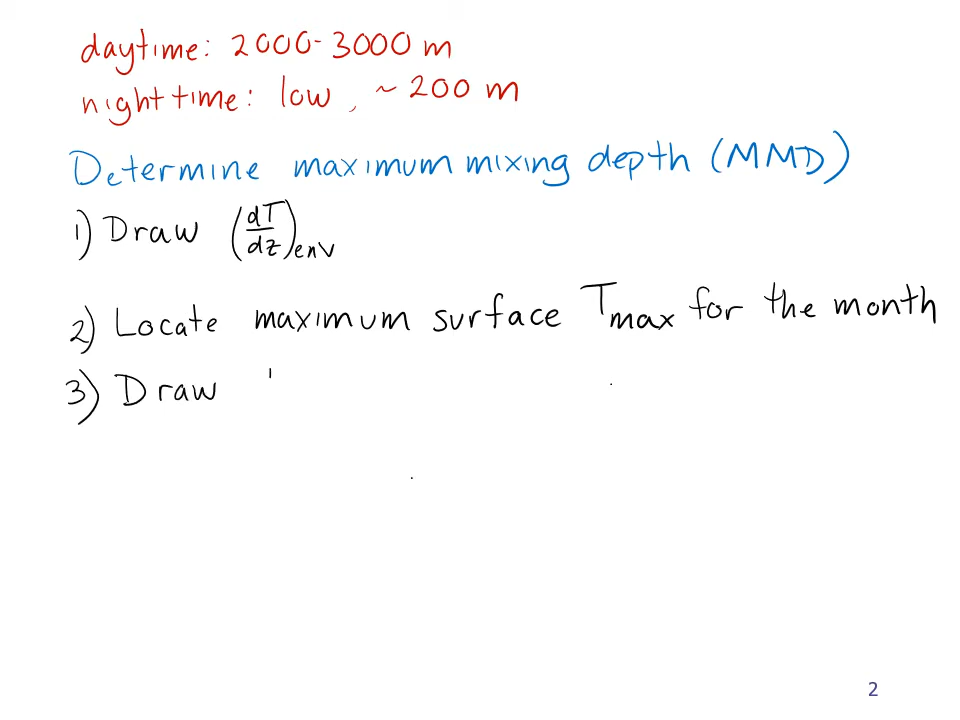 daytime: 2000-3000 m
nighttime: low, ~200 m
Determine maximum mixing depth (MMD)
1) Draw (dT/dz)env
2) Locate maximum surface Tmax for the month
3) Draw
2